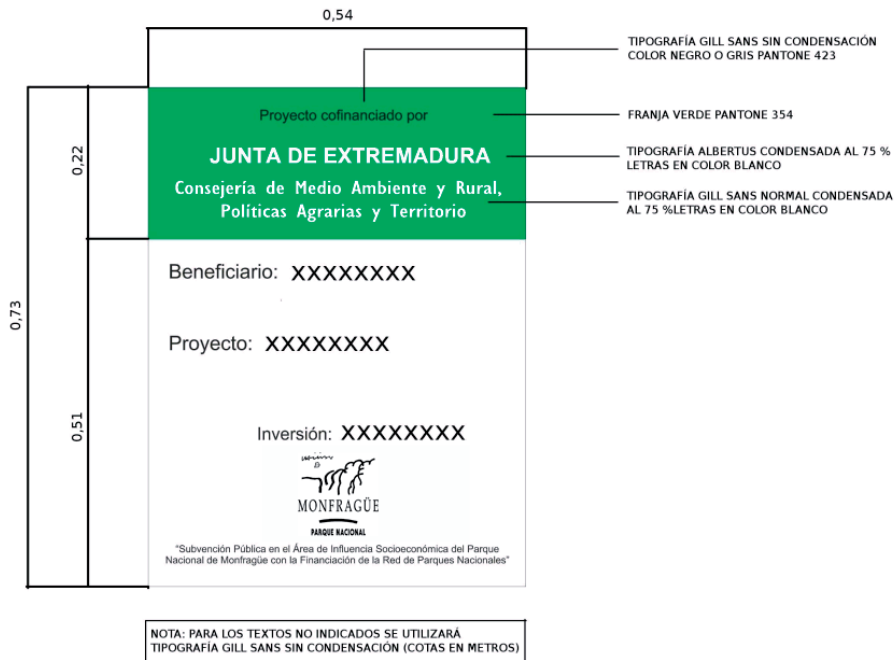 0,54
TIPOGRAFÍA GILL SANS SIN CONDENSACIÓN
COLOR NEGRO O GRIS PANTONE 423
Proyecto cofinanciado por
FRANJA VERDE PANTONE 354
0,22
JUNTA DE EXTREMADURA
TIPOGRAFÍA ALBERTUS CONDENSADA AL 75 %
LETRAS EN COLOR BLANCO
Consejería de Medio Ambiente y Rural,
Políticas Agrarias y Territorio
TIPOGRAFÍA GILL SANS NORMAL CONDENSADA
AL 75 %LETRAS EN COLOR BLANCO
0,73
Beneficiario: XXXXXXXX
Proyecto: XXXXXXXX
0,51
Inversión: XXXXXXXX
MONFRAGÜE
PARQUE NACIONAL
"Subvención Pública en el Área de Influencia Socioeconómica del Parque
Nacional de Monfragüe con la Financiación de la Red de Parques Nacionales"
NOTA: PARA LOS TEXTOS NO INDICADOS SE UTILIZARÁ
TIPOGRAFÍA GILL SANS SIN CONDENSACIÓN (COTAS EN METROS)